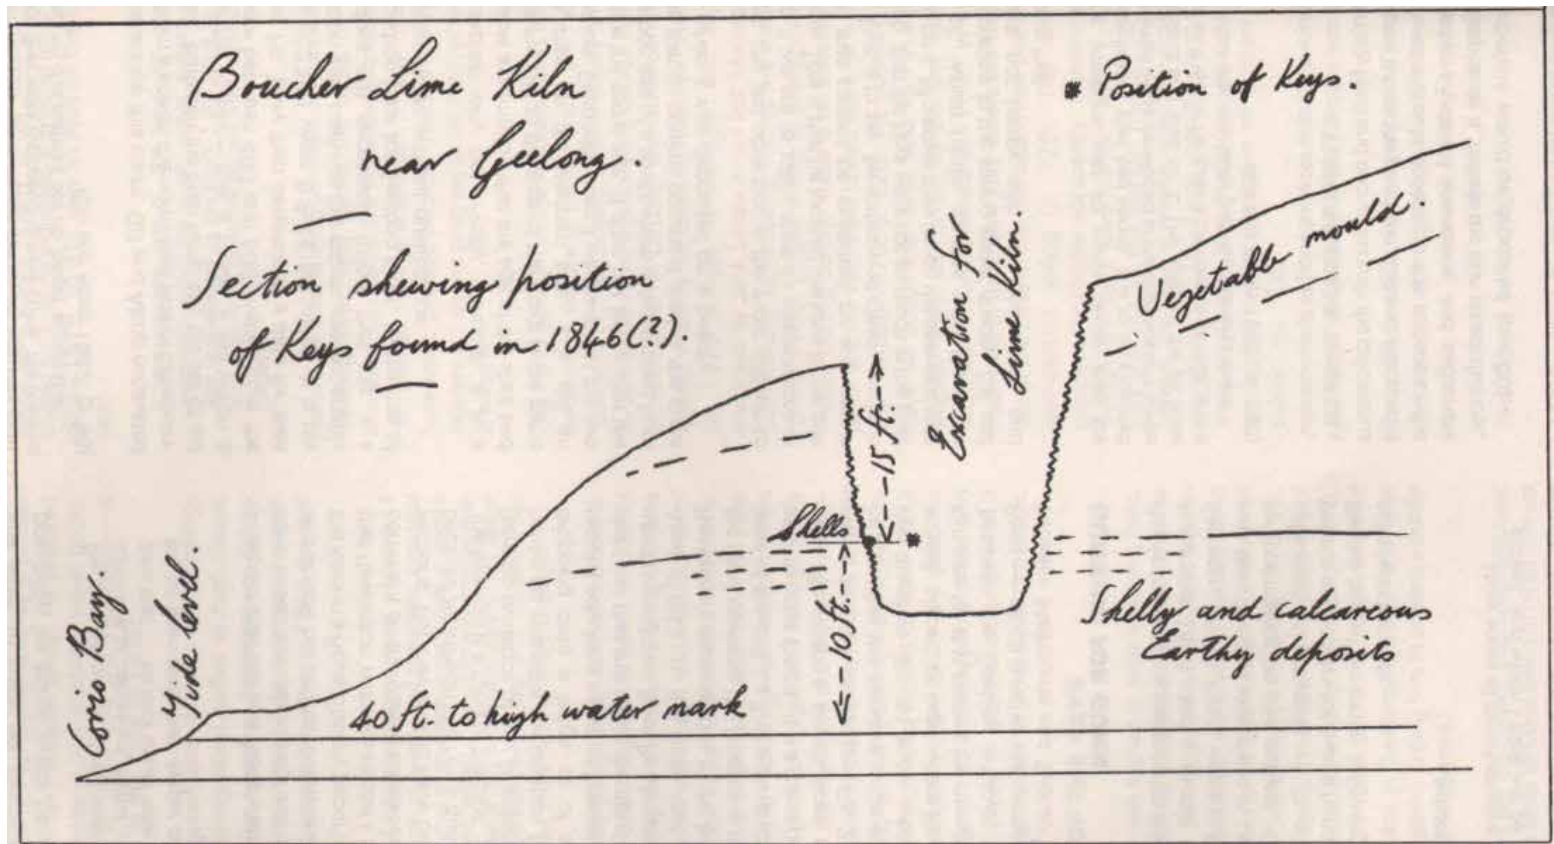 Boucher Lime Kiln
near Geelong.
Section shewing position
of Keys found in 1846(?).
* Position of Keys.
Excavation for
Lime Kiln.
Vegetable mould.
15 ft.
Shells
*
10 ft.
Shelly and calcareous
Earthy deposits
Corio Bay.
Tide level.
40 ft. to high water mark